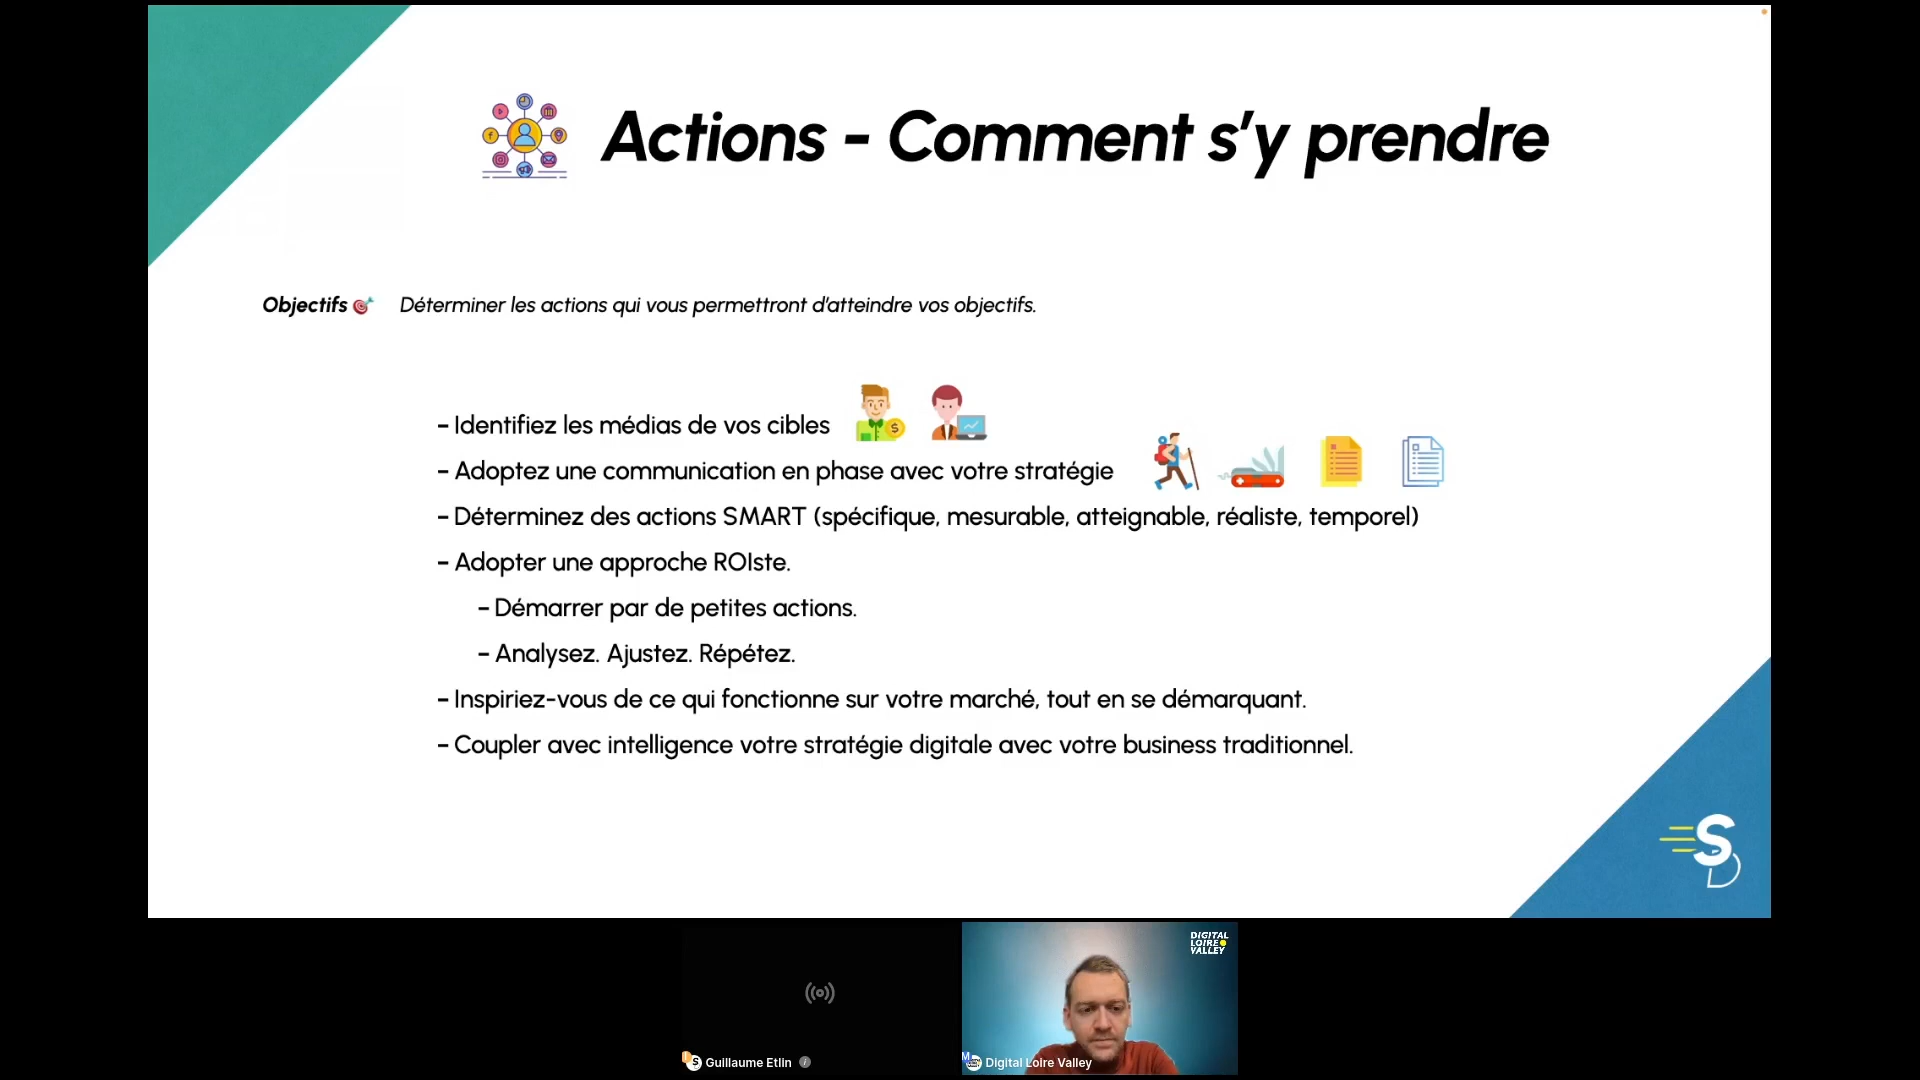 Actions - Comment s'y prendre
Objectifs Déterminer les actions qui vous permettront d'atteindre vos objectifs.
- Identifiez les médias de vos cibles
- Adoptez une communication en phase avec votre stratégie
- Déterminez des actions SMART (spécifique, mesurable, atteignable, réaliste, temporel)
- Adopter une approche ROIste.
- Démarrer par de petites actions.
- Analysez. Ajustez. Répétez.
- Inspiriez-vous de ce qui fonctionne sur votre marché, tout en se démarquant.
- Coupler avec intelligence votre stratégie digitale avec votre business traditionnel.
SD
DIGITAL
LOIRE
VALLEY
Guillaume Etlin
Digital Loire Valley